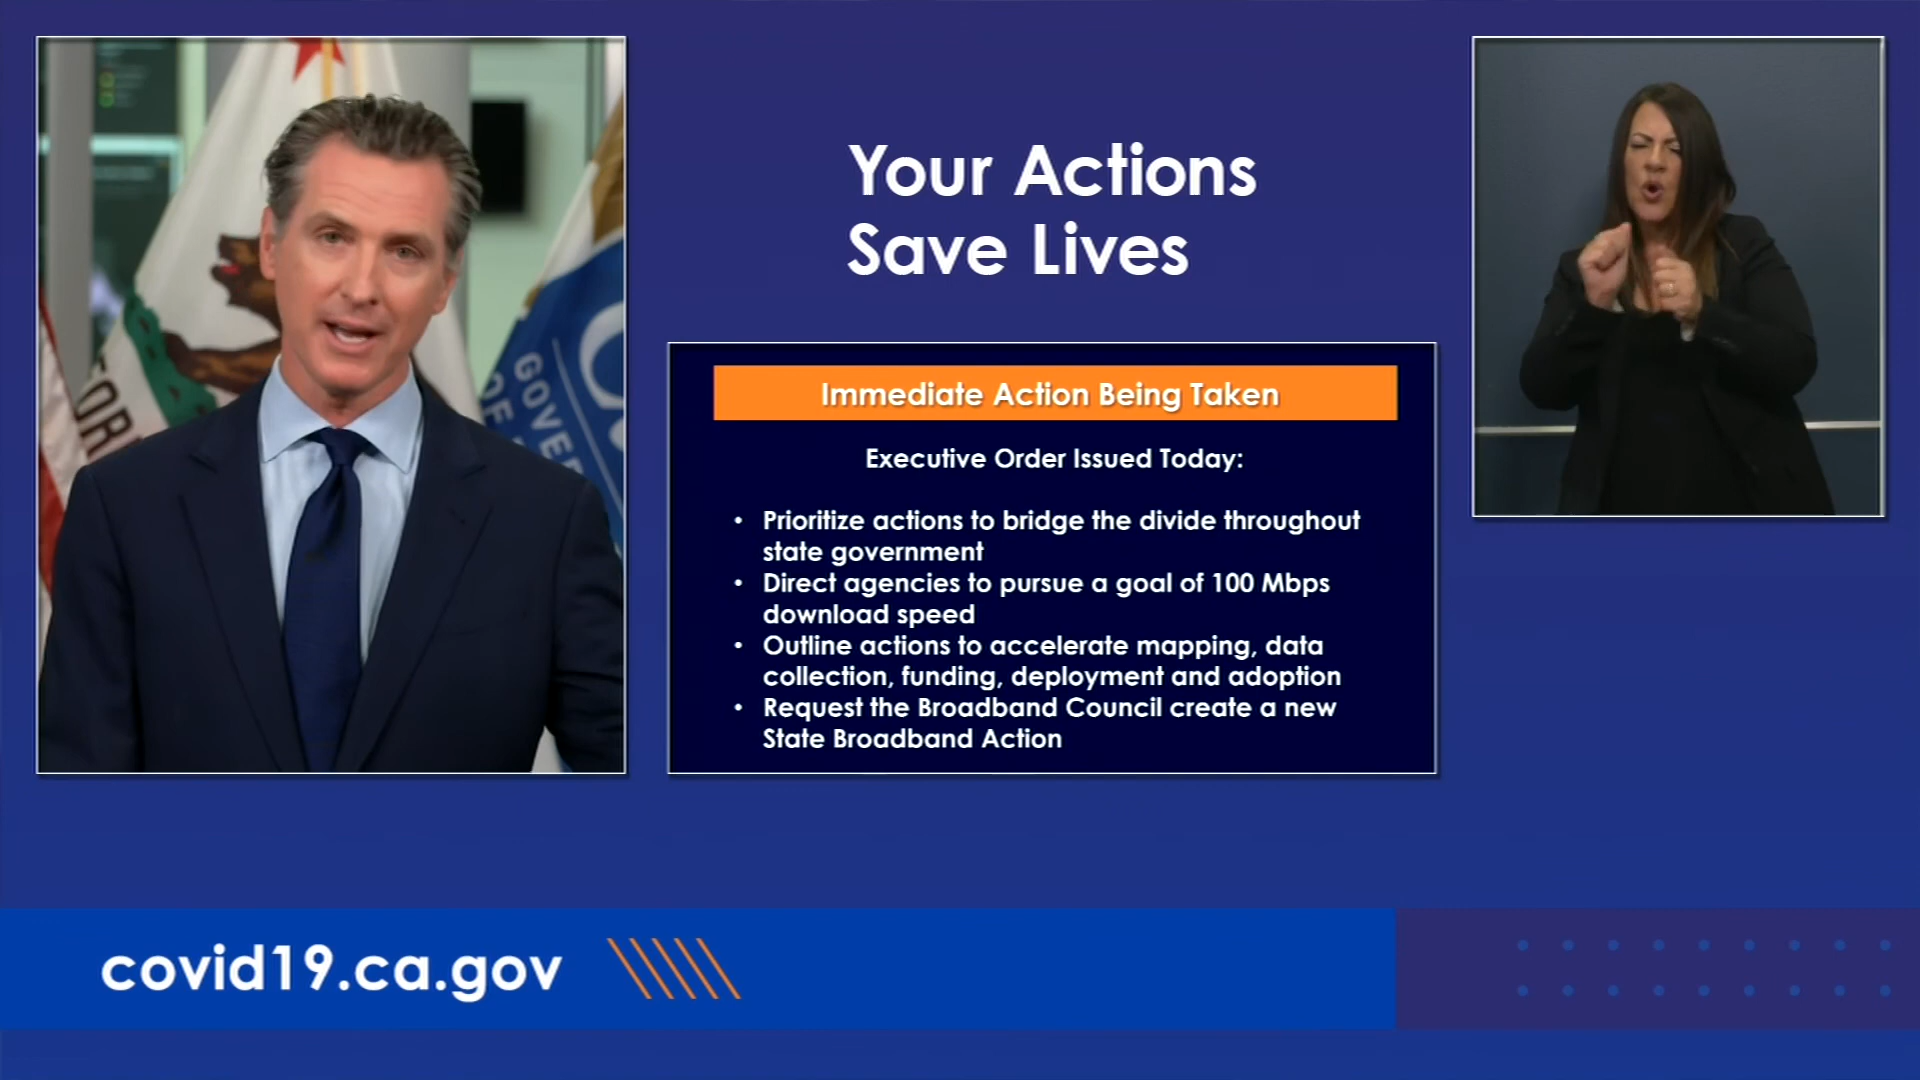 Your Actions
Save Lives
Immediate Action Being Taken
Executive Order Issued Today:
• Prioritize actions to bridge the divide throughout
state government
• Direct agencies to pursue a goal of 100 Mbps
download speed
• Outline actions to accelerate mapping, data
collection, funding, deployment and adoption
• Request the Broadband Council create a new
State Broadband Action
covid19.ca.gov